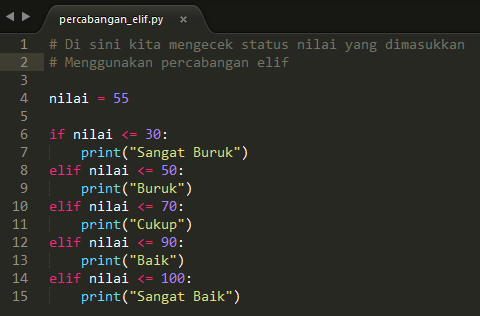 percabangan_elif.py ×
1 # Di sini kita mengecek status nilai yang dimasukkan
2 # Menggunakan percabangan elif
3
4 nilai = 55
5
6 if nilai <= 30:
7     print("Sangat Buruk")
8 elif nilai <= 50:
9     print("Buruk")
10 elif nilai <= 70:
11     print("Cukup")
12 elif nilai <= 90:
13     print("Baik")
14 elif nilai <= 100:
15     print("Sangat Baik")